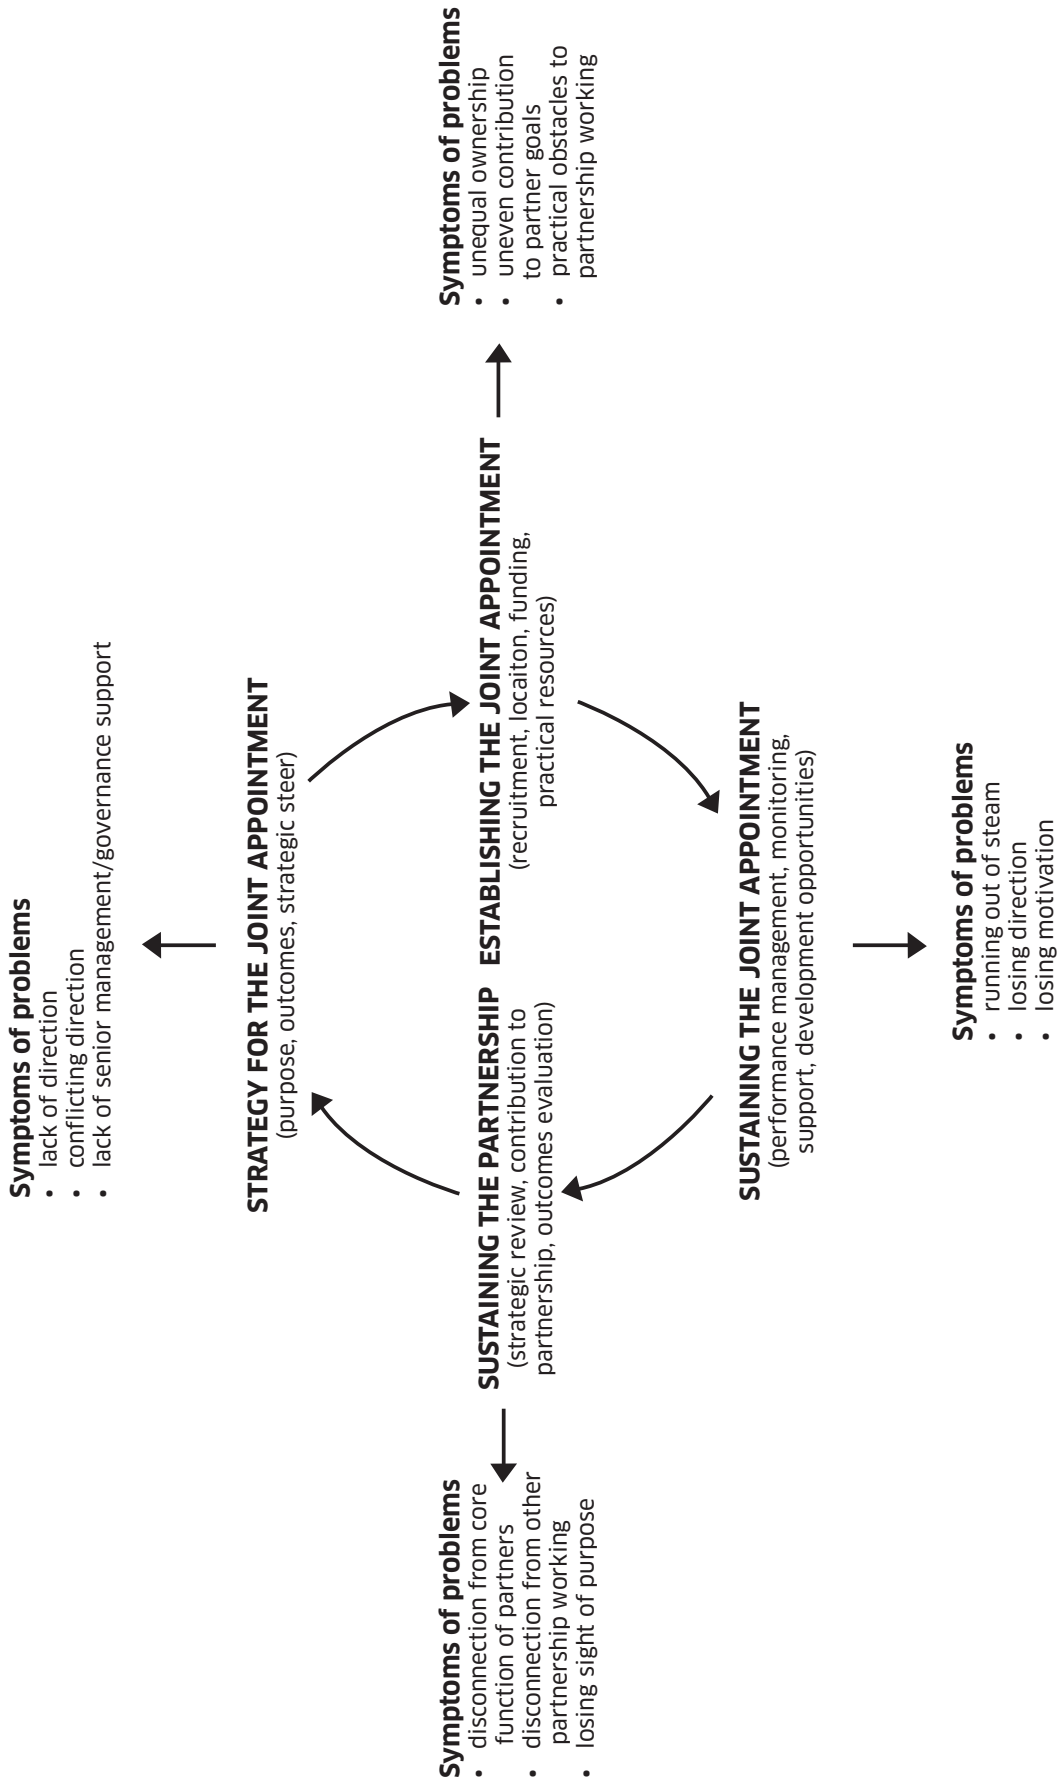 Symptoms of problems
• lack of direction
• conflicting direction
• lack of senior management/governance support
STRATEGY FOR THE JOINT APPOINTMENT
(purpose, outcomes, strategic steer)
Symptoms of problems
• disconnection from core
function of partners
• disconnection from other
partnership working
• losing sight of purpose
SUSTAINING THE PARTNERSHIP
(strategic review, contribution to
partnership, outcomes evaluation)
ESTABLISHING THE JOINT APPOINTMENT
(recruitment, locaiton, funding,
practical resources)
Symptoms of problems
• unequal ownership
• uneven contribution
to partner goals
• practical obstacles to
partnership working
SUSTAINING THE JOINT APPOINTMENT
(performance management, monitoring,
support, development opportunities)
Symptoms of problems
• running out of steam
• losing direction
• losing motivation